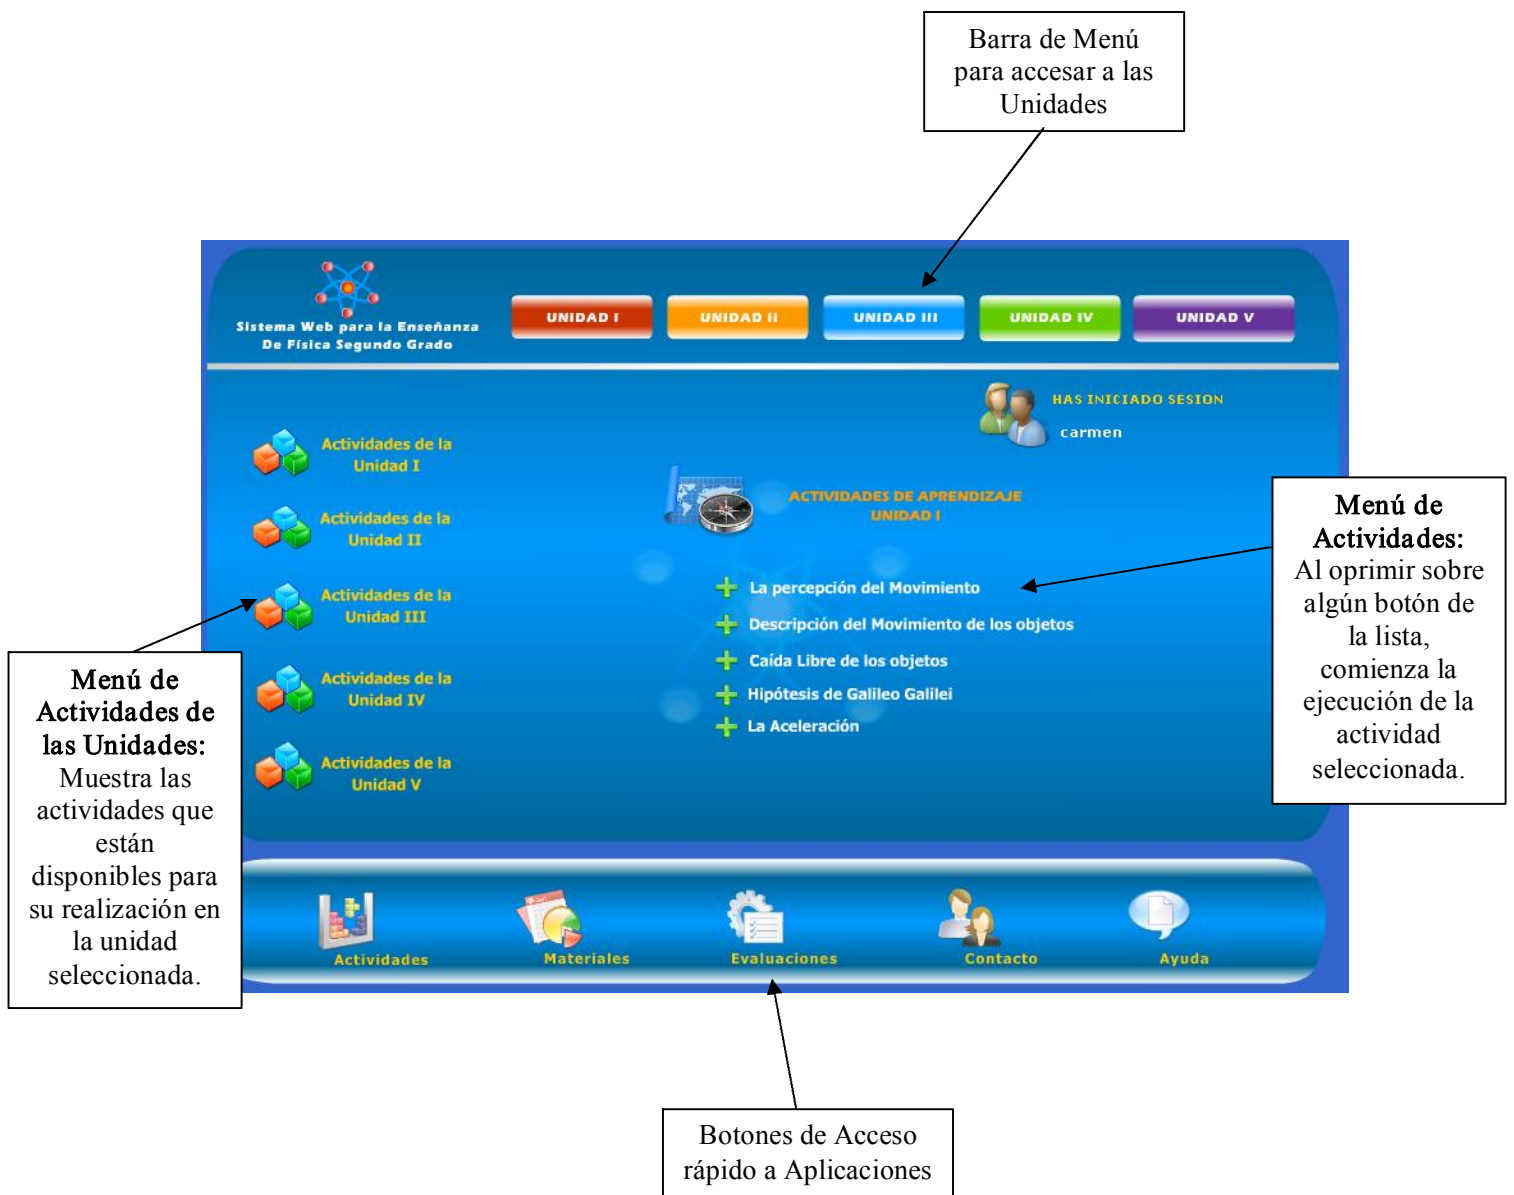 Barra de Menú
para accesar a las
Unidades
Sistema Web para la Enseñanza
De Física Segundo Grado
UNIDAD I
UNIDAD II
UNIDAD III
UNIDAD IV
UNIDAD V
HAS INICIADO SESION
carmen
Actividades de la
Unidad I
Actividades de la
Unidad II
Actividades de la
Unidad III
Actividades de la
Unidad IV
Actividades de la
Unidad V
ACTIVIDADES DE APRENDIZAJE
UNIDAD I
La percepción del Movimiento
Descripción del Movimiento de los objetos
Caída Libre de los objetos
Hipótesis de Galileo Galilei
La Aceleración
Menú de
Actividades:
Al oprimir sobre
algún botón de
la lista,
comienza la
ejecución de la
actividad
seleccionada.
Menú de
Actividades de
las Unidades:
Muestra las
actividades que
están
disponibles para
su realización en
la unidad
seleccionada.
Actividades
Materiales
Evaluaciones
Contacto
Ayuda
Botones de Acceso
rápido a Aplicaciones